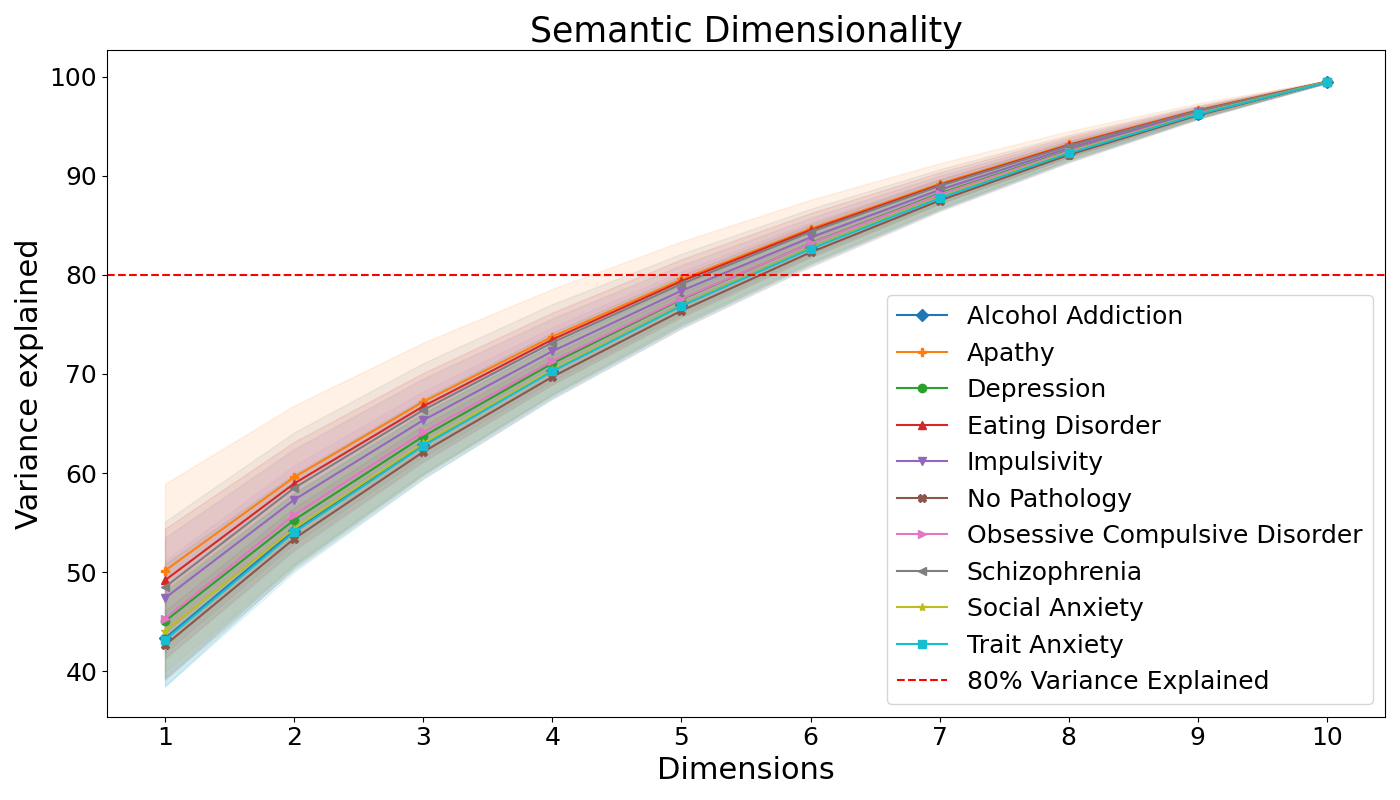 Semantic Dimensionality
Variance explained
100
90
80
70
60
50
40
Alcohol Addiction
Apathy
Depression
Eating Disorder
Impulsivity
No Pathology
Obsessive Compulsive Disorder
Schizophrenia
Social Anxiety
Trait Anxiety
80% Variance Explained
1 2 3 4 5 6 7 8 9 10
Dimensions